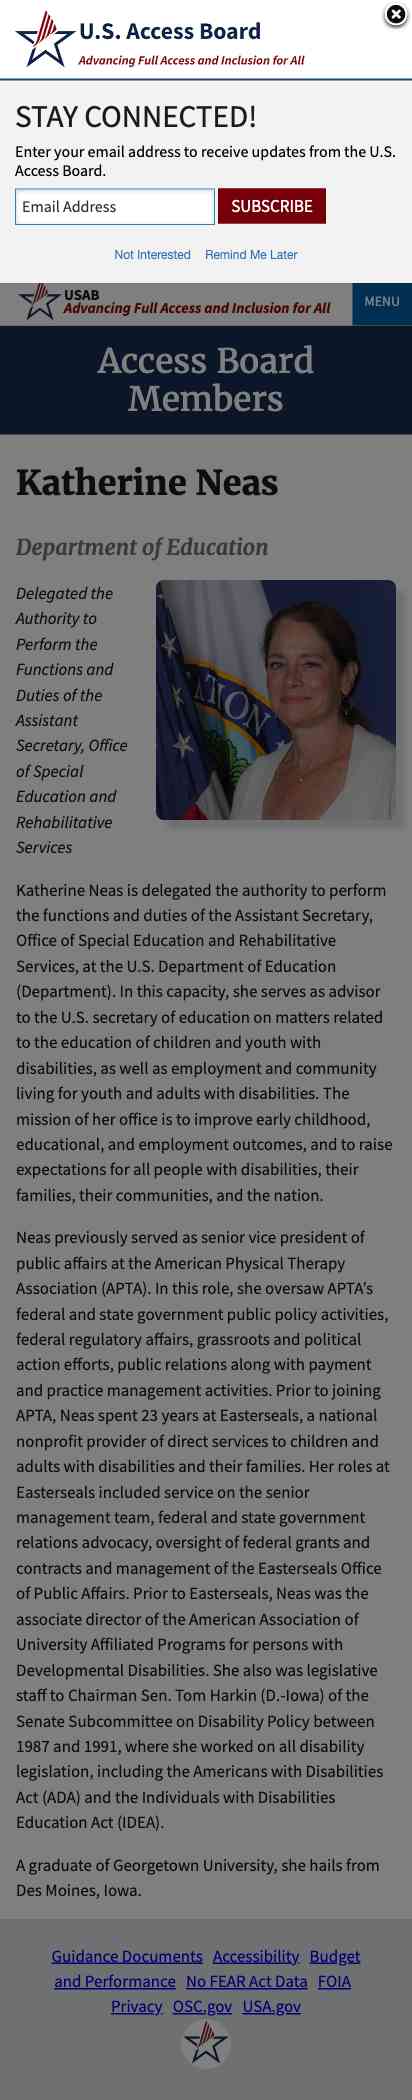 U.S. Access Board
Advancing Full Access and Inclusion for All
STAY CONNECTED!
Enter your email address to receive updates from the U.S.
Access Board.
Email Address
SUBSCRIBE
Not Interested Remind Me Later
USAB
Advancing Full Access and Inclusion for All
MENU
Access Board
Members
Katherine Neas
Department of Education
Delegated the
Authority to
Perform the
Functions and
Duties of the
Assistant
Secretary, Office
of Special
Education and
Rehabilitative
Services
Katherine Neas is delegated the authority to perform
the functions and duties of the Assistant Secretary,
Office of Special Education and Rehabilitative
Services, at the U.S. Department of Education
(Department). In this capacity, she serves as advisor
to the U.S. secretary of education on matters related
to the education of children and youth with
disabilities, as well as employment and community
living for youth and adults with disabilities. The
mission of her office is to improve early childhood,
educational, and employment outcomes, and to raise
expectations for all people with disabilities, their
families, their communities, and the nation.
Neas previously served as senior vice president of
public affairs at the American Physical Therapy
Association (APTA). In this role, she oversaw APTA's
federal and state government public policy activities,
federal regulatory affairs, grassroots and political
action efforts, public relations along with payment
and practice management activities. Prior to joining
APTA, Neas spent 23 years at Easterseals, a national
nonprofit provider of direct services to children and
adults with disabilities and their families. Her roles at
Easterseals included service on the senior
management team, federal and state government
relations advocacy, oversight of federal grants and
contracts and management of the Easterseals Office
of Public Affairs. Prior to Easterseals, Neas was the
associate director of the American Association of
University Affiliated Programs for persons with
Developmental Disabilities. She also was legislative
staff to Chairman Sen. Tom Harkin (D.-Iowa) of the
Senate Subcommittee on Disability Policy between
1987 and 1991, where she worked on all disability
legislation, including the Americans with Disabilities
Act (ADA) and the Individuals with Disabilities
Education Act (IDEA).
A graduate of Georgetown University, she hails from
Des Moines, Iowa.
Guidance Documents Accessibility Budget
and Performance No FEAR Act Data FOIA
Privacy OSC.gov USA.gov